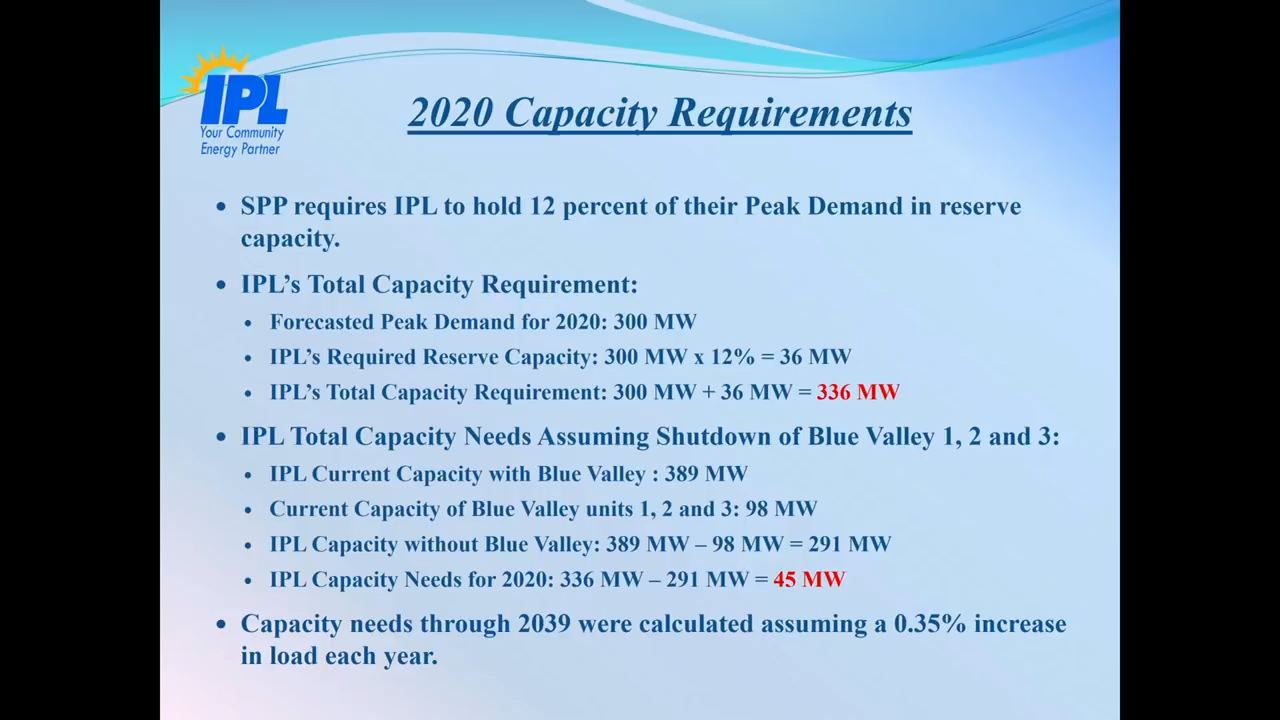 IPL
Your Community
Energy Partner
2020 Capacity Requirements
• SPP requires IPL to hold 12 percent of their Peak Demand in reserve
capacity.
• IPL’s Total Capacity Requirement:
• Forecasted Peak Demand for 2020: 300 MW
• IPL’s Required Reserve Capacity: 300 MW x 12% = 36 MW
• IPL’s Total Capacity Requirement: 300 MW + 36 MW = 336 MW
• IPL Total Capacity Needs Assuming Shutdown of Blue Valley 1, 2 and 3:
• IPL Current Capacity with Blue Valley : 389 MW
• Current Capacity of Blue Valley units 1, 2 and 3: 98 MW
• IPL Capacity without Blue Valley: 389 MW – 98 MW = 291 MW
• IPL Capacity Needs for 2020: 336 MW – 291 MW = 45 MW
• Capacity needs through 2039 were calculated assuming a 0.35% increase
in load each year.